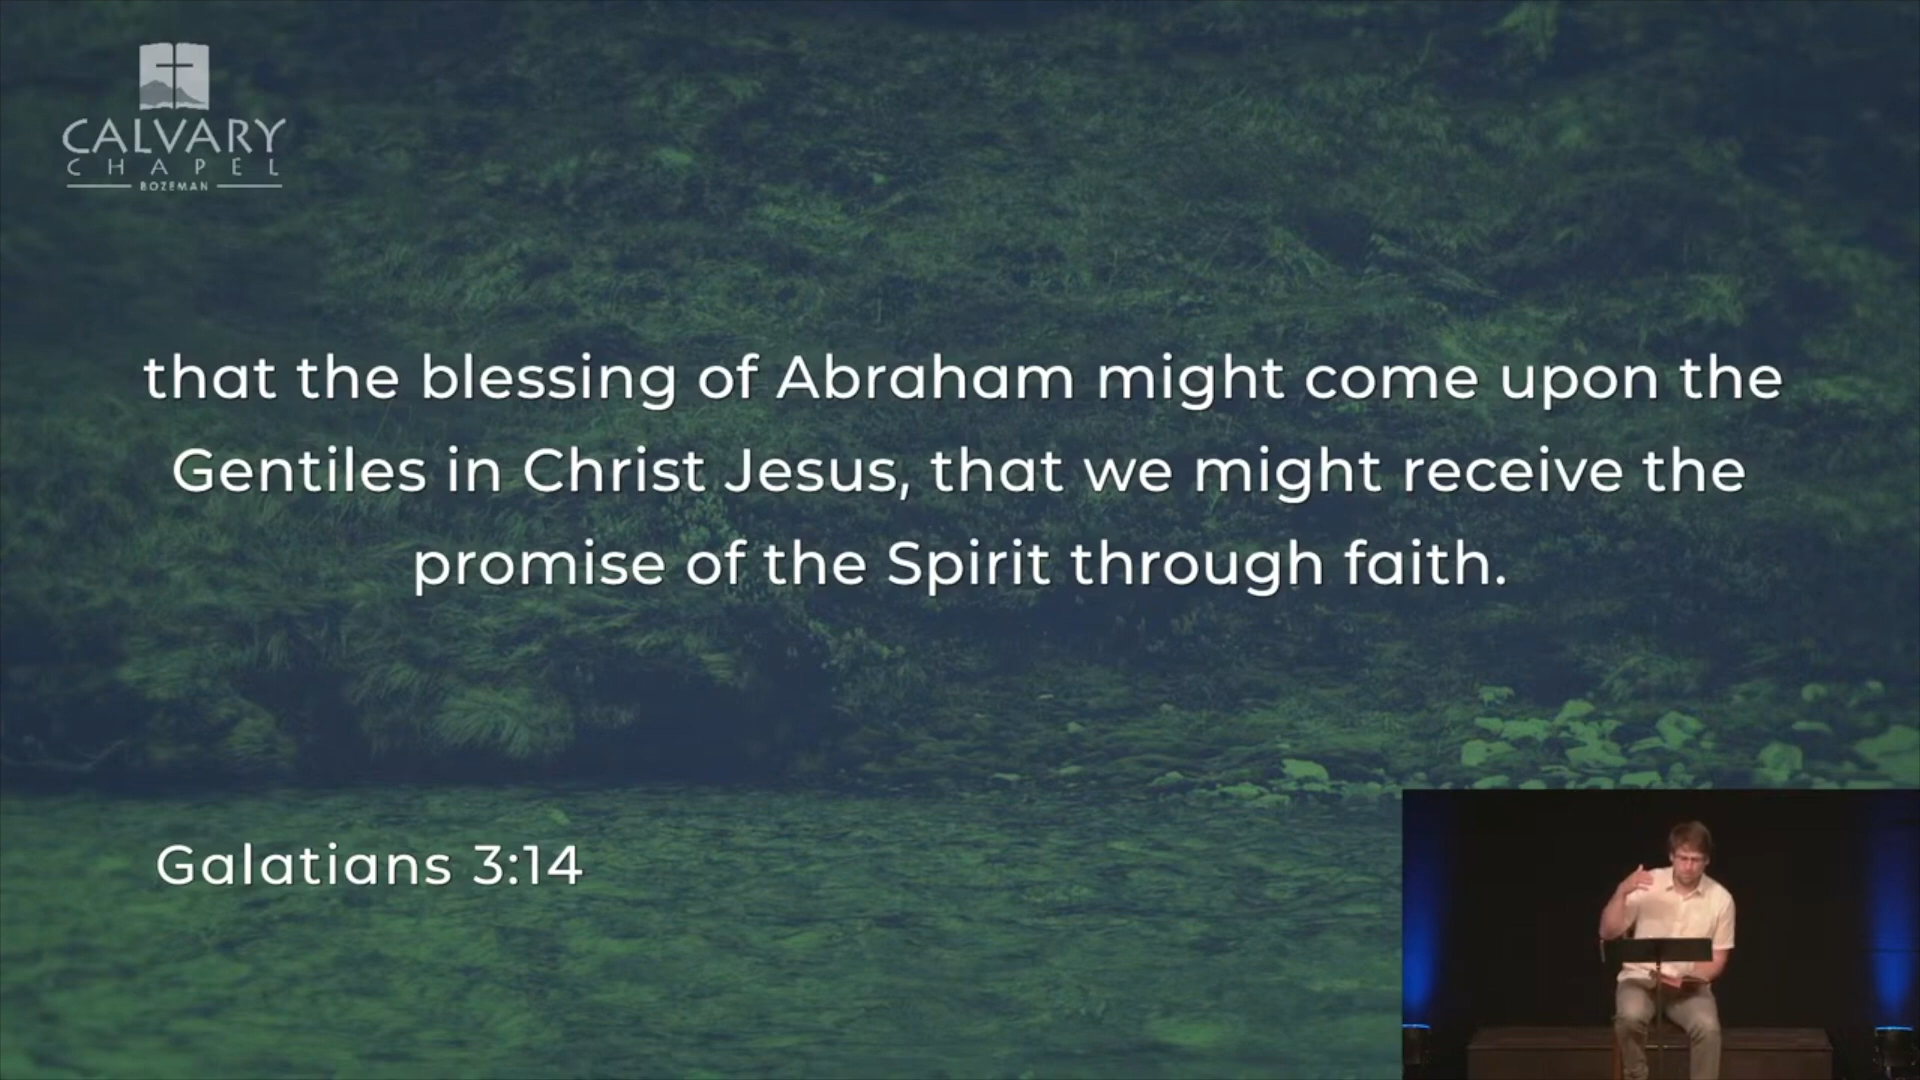 CALVARY
CHAPEL
BOZEMAN
that the blessing of Abraham might come upon the
Gentiles in Christ Jesus, that we might receive the
promise of the Spirit through faith.
Galatians 3:14